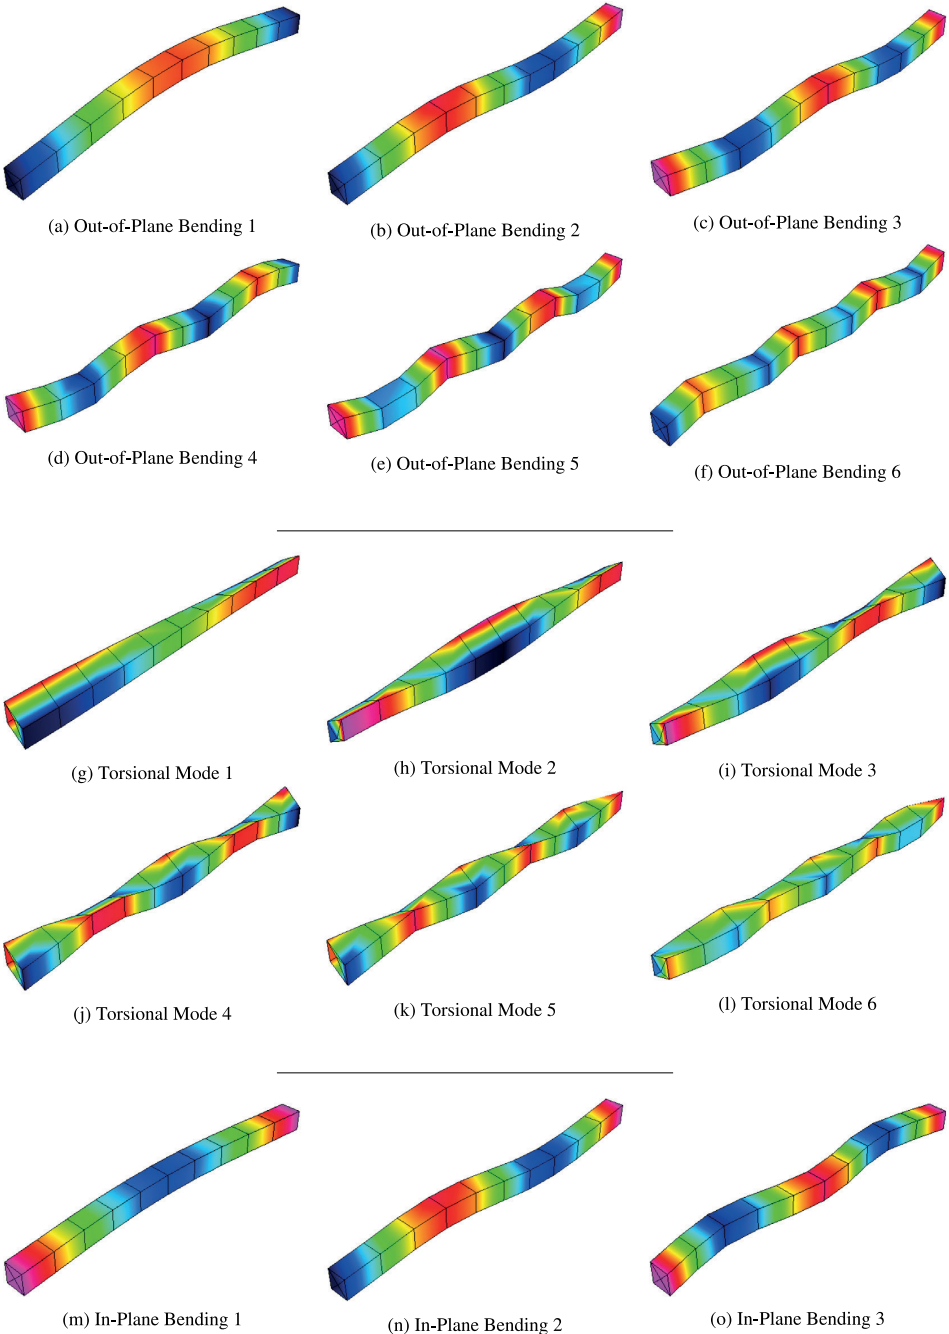 (a) Out-of-Plane Bending 1
(b) Out-of-Plane Bending 2
(c) Out-of-Plane Bending 3
(d) Out-of-Plane Bending 4
(e) Out-of-Plane Bending 5
(f) Out-of-Plane Bending 6
(g) Torsional Mode 1
(h) Torsional Mode 2
(i) Torsional Mode 3
(j) Torsional Mode 4
(k) Torsional Mode 5
(l) Torsional Mode 6
(m) In-Plane Bending 1
(n) In-Plane Bending 2
(o) In-Plane Bending 3